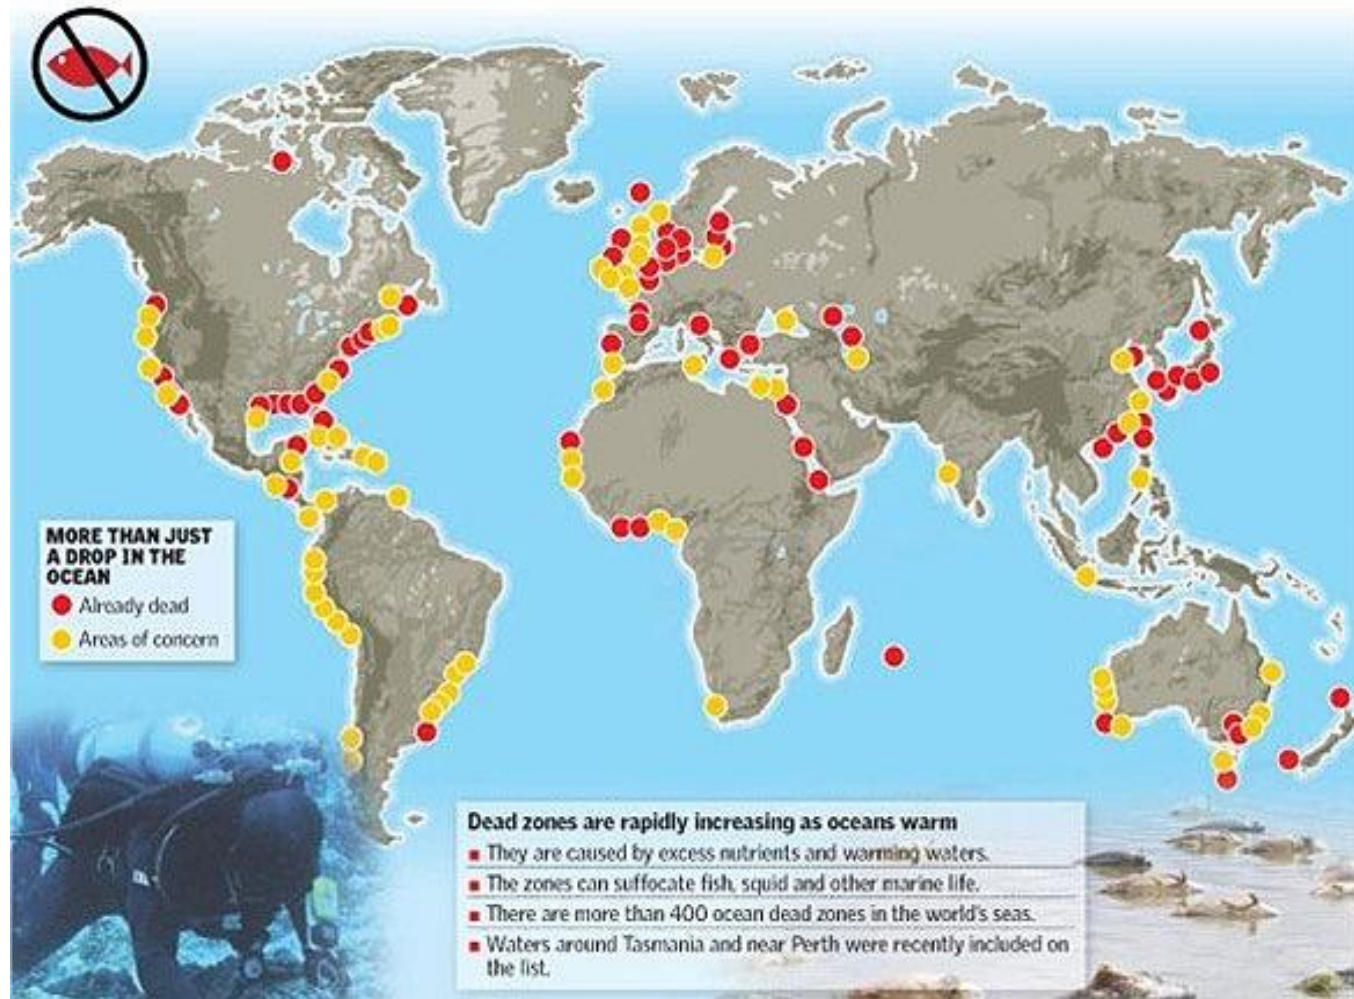 MORE THAN JUST
A DROP IN THE
OCEAN
Already dead
Areas of concern
Dead zones are rapidly increasing as oceans warm
They are caused by excess nutrients and warming waters.
The zones can suffocate fish, squid and other marine life.
There are more than 400 ocean dead zones in the world's seas.
Waters around Tasmania and near Perth were recently included on
the list.